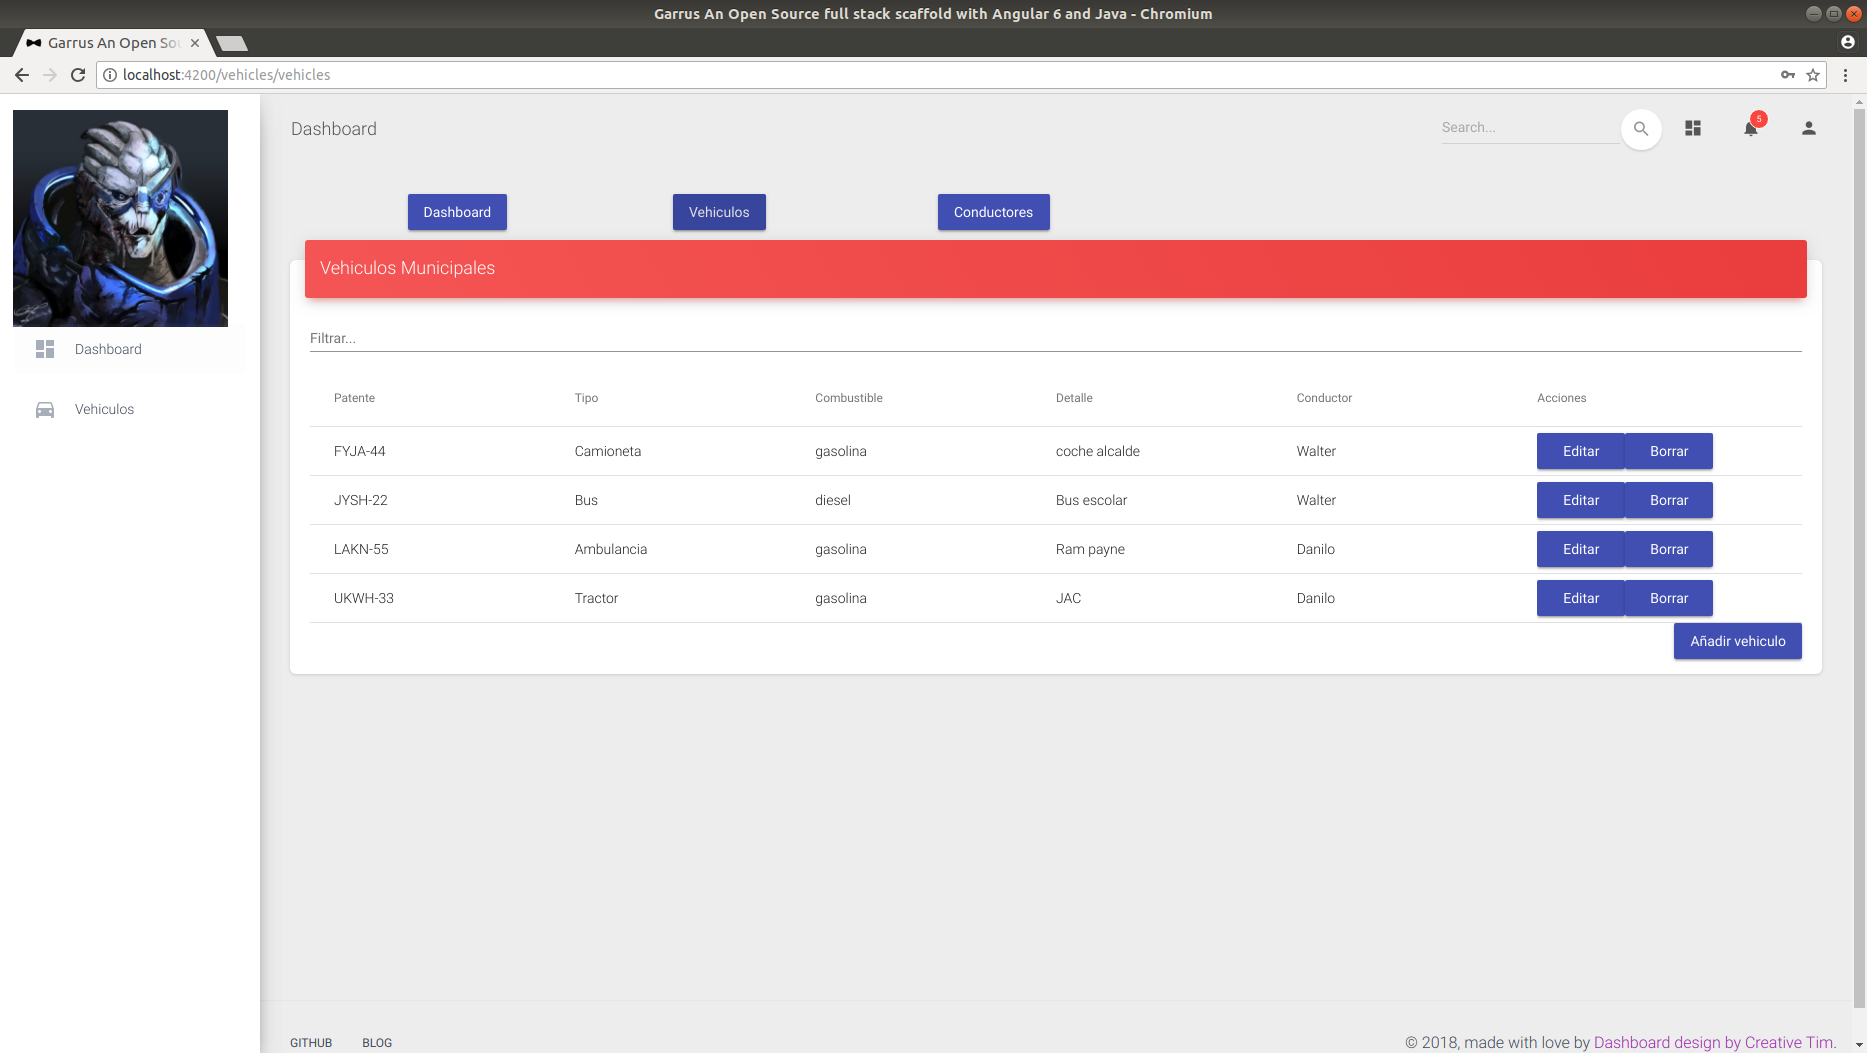 Garrus An Open Source full stack scaffold with Angular 6 and Java - Chromium
Garrus An Open Sou
localhost:4200/vehicles/vehicles
Dashboard
Search...
5
Dashboard Vehiculos Conductores
Vehiculos Municipales
Dashboard
Vehiculos
Filtrar...
Patente Tipo Combustible Detalle Conductor Acciones
FYJA-44 Camioneta gasolina coche alcalde Walter Editar Borrar
JYSH-22 Bus diesel Bus escolar Walter Editar Borrar
LAKN-55 Ambulancia gasolina Ram payne Danilo Editar Borrar
UKWH-33 Tractor gasolina JAC Danilo Editar Borrar
Añadir vehiculo
GITHUB BLOG
© 2018, made with love by Dashboard design by Creative Tim.